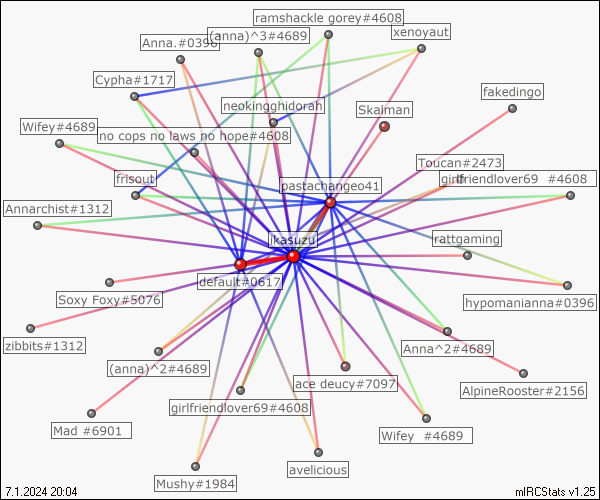 ramshackle gorey#4608
xenoyaut
Anna.#0396
(anna)^3#4689
Cypha#1717
fakedingo
neokingghidorah
Skalman
Wifey#4689
no cops no laws no hope#4608
Toucan#2473
frisout
pastachangeo41
girlfriendlover69 #4608
Annarchist#1312
ikasuzu
rattgaming
default#0617
Soxy Foxy#5076
hypomanianna#0396
zibbits#1312
Anna^2#4689
(anna)^2#4689
ace deucy#7097
AlpineRooster#2156
girlfriendlover69#4608
Mad #6901
Wifey #4689
avelicious
Mushy#1984
7.1.2024 20:04
mIRCStats v1.25